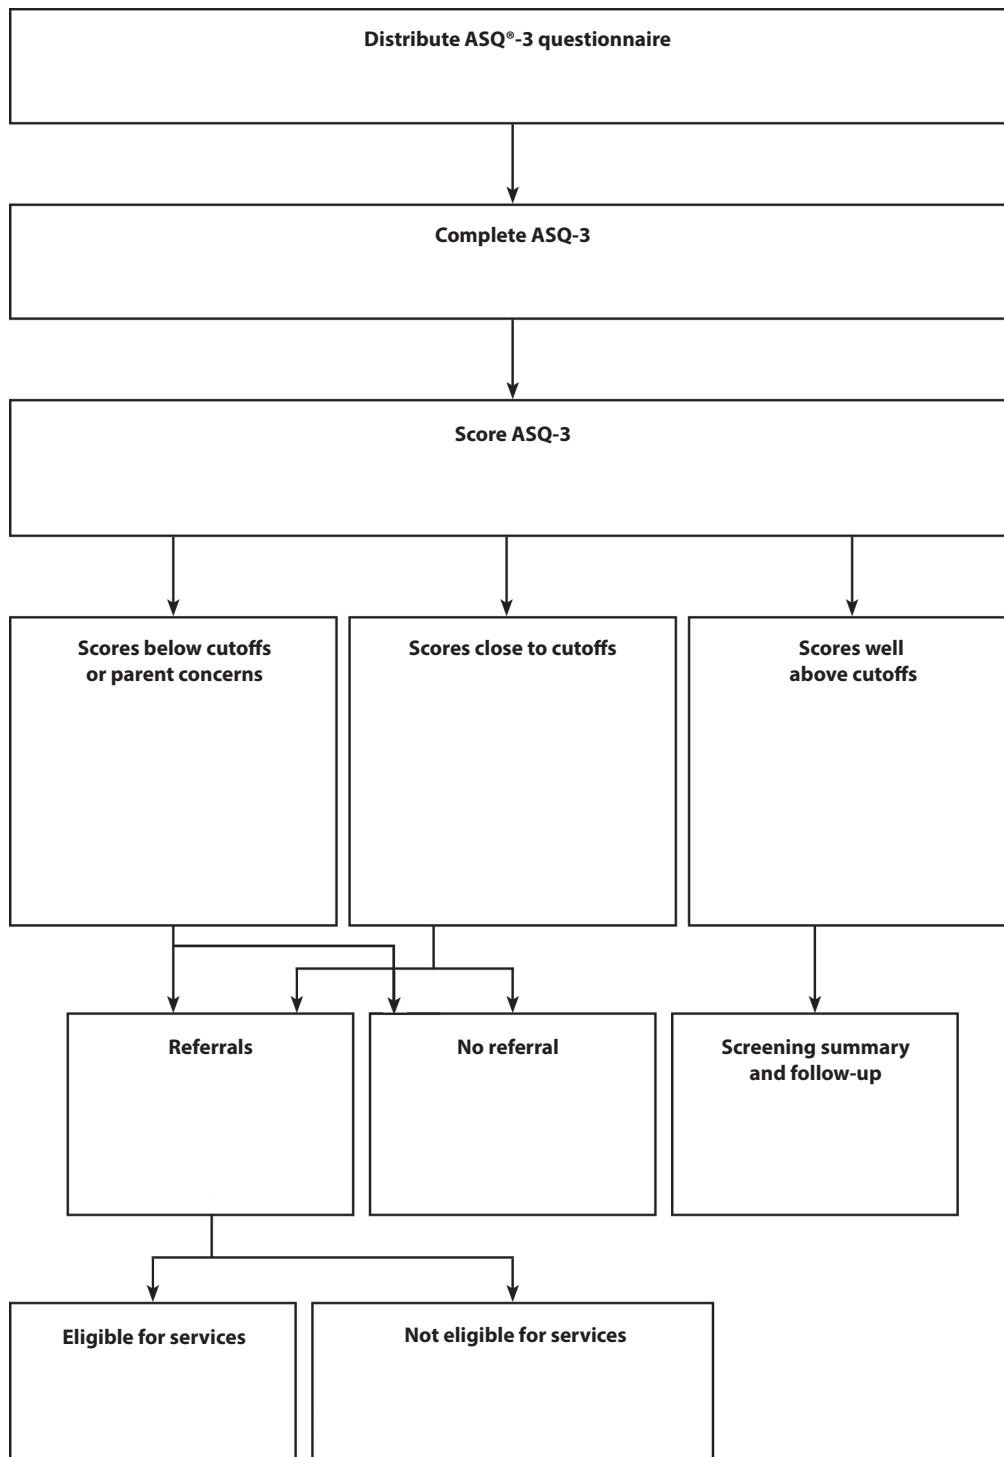 Distribute ASQ®-3 questionnaire
Complete ASQ-3
Score ASQ-3
Scores below cutoffs
or parent concerns
Scores close to cutoffs
Scores well
above cutoffs
Referrals
No referral
Screening summary
and follow-up
Eligible for services
Not eligible for services